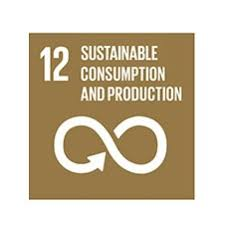 12 SUSTAINABLE
CONSUMPTION
AND PRODUCTION